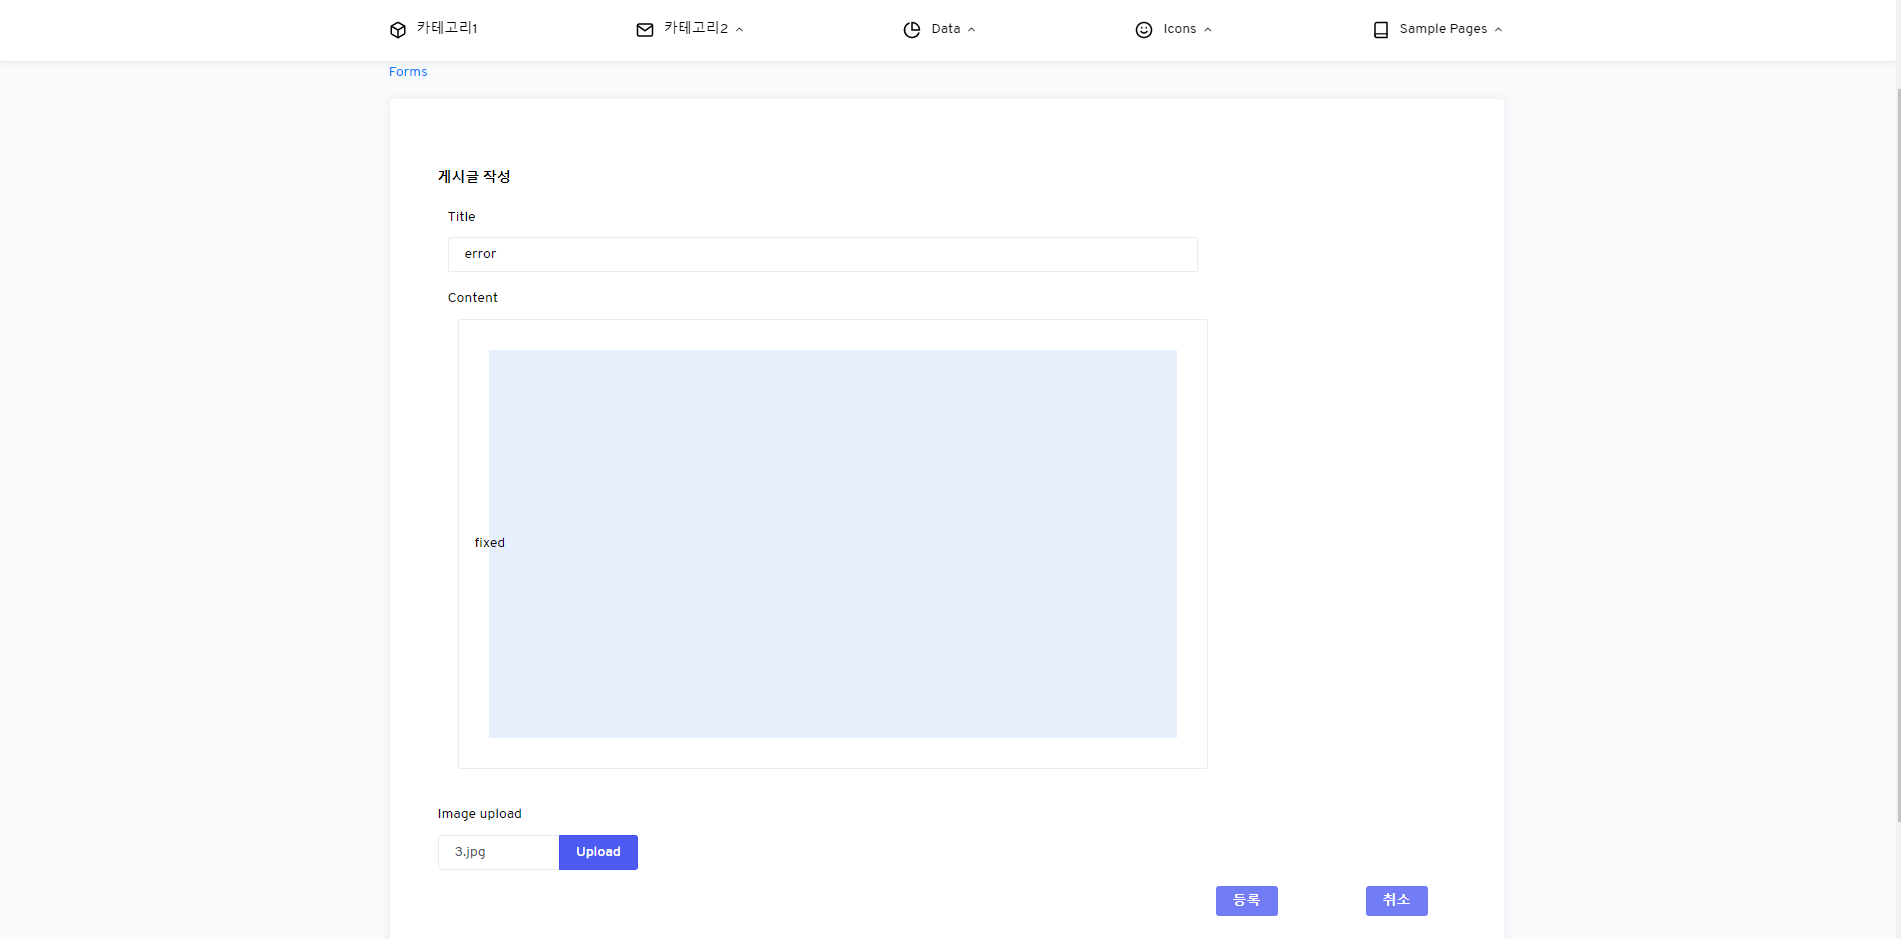 카테고리1 카테고리2 Data Icons Sample Pages
Forms
게시글 작성
Title
error
Content
fixed
Image upload
3.jpg Upload
등록 취소